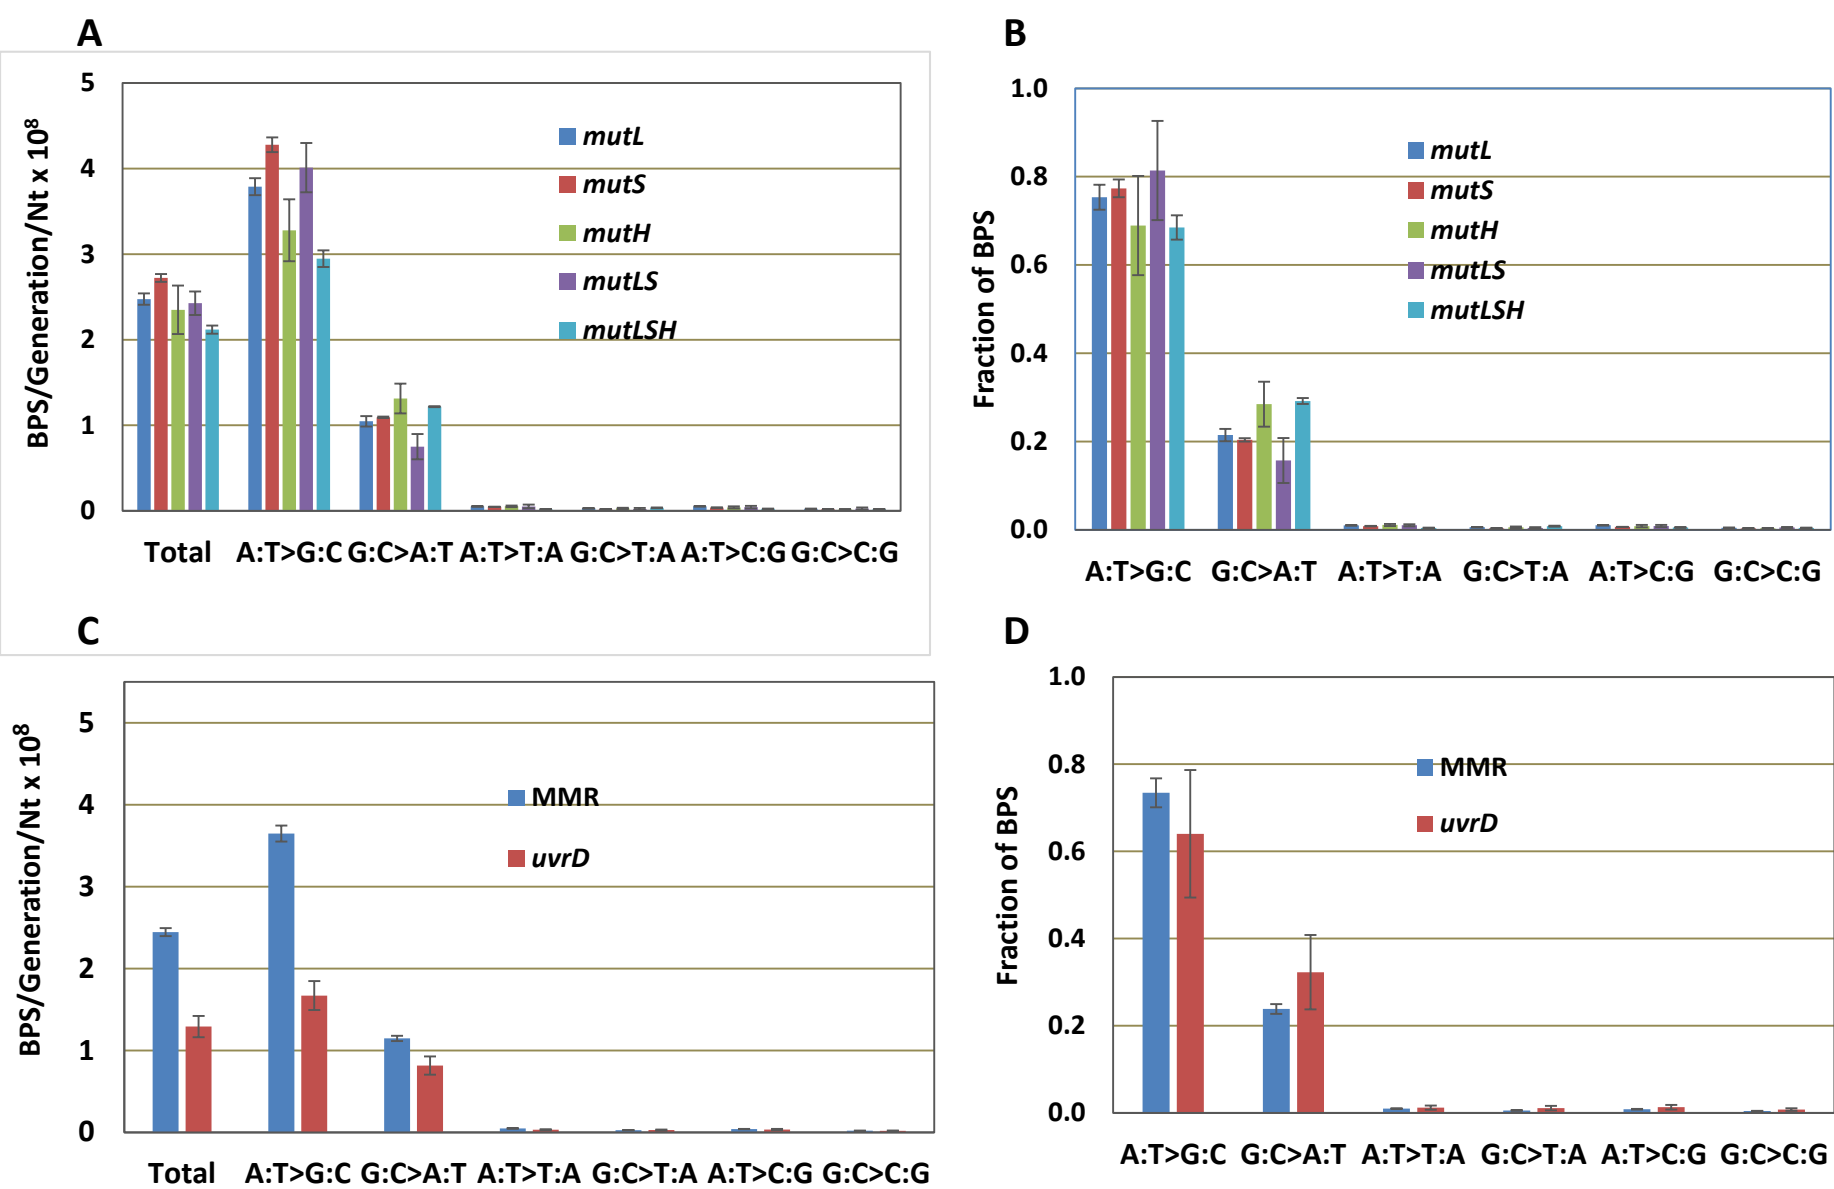 A
BPS/Generation/Nt x 10⁸
5
4
3
2
1
0
mutL
mutS
mutH
mutLS
mutLSH
Total A:T>G:C G:C>A:T A:T>T:A G:C>T:A A:T>C:G G:C>C:G
B
Fraction of BPS
1.0
0.8
0.6
0.4
0.2
0.0
mutL
mutS
mutH
mutLS
mutLSH
A:T>G:C G:C>A:T A:T>T:A G:C>T:A A:T>C:G G:C>C:G
C
BPS/Generation/Nt x 10⁸
5
4
3
2
1
0
MMR
uvrD
Total A:T>G:C G:C>A:T A:T>T:A G:C>T:A A:T>C:G G:C>C:G
D
Fraction of BPS
1.0
0.8
0.6
0.4
0.2
0.0
MMR
uvrD
A:T>G:C G:C>A:T A:T>T:A G:C>T:A A:T>C:G G:C>C:G